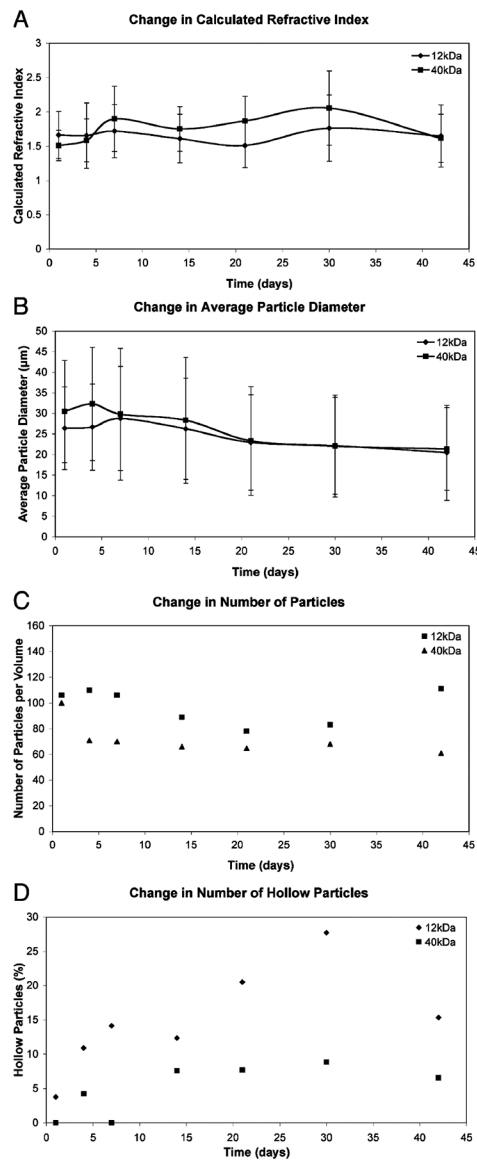 A
Change in Calculated Refractive Index
12kDa
40kDa
Calculated Refractive Index
3
2.5
2
1.5
1
0.5
0
0 5 10 15 20 25 30 35 40 45
Time (days)
B
Change in Average Particle Diameter
12kDa
40kDa
Average Particle Diameter (µm)
50
45
40
35
30
25
20
15
10
5
0
0 5 10 15 20 25 30 35 40 45
Time (days)
C
Change in Number of Particles
12kDa
40kDa
Number of Particles per Volume
160
140
120
100
80
60
40
20
0
0 5 10 15 20 25 30 35 40 45
Time (days)
D
Change in Number of Hollow Particles
12kDa
40kDa
Hollow Particles (%)
30
25
20
15
10
5
0
0 5 10 15 20 25 30 35 40 45
Time (days)